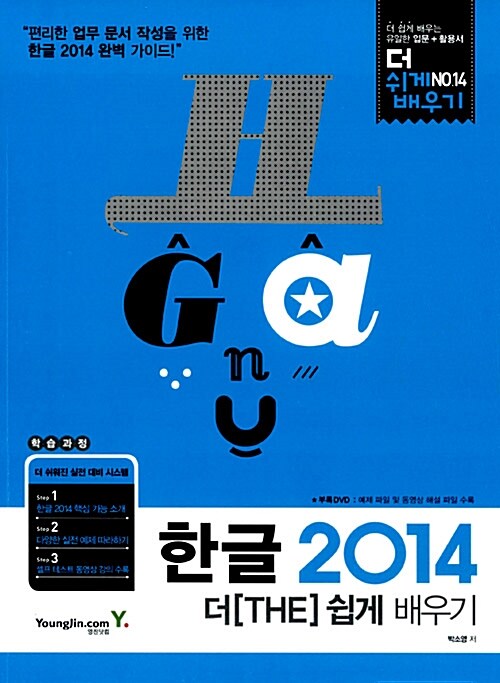 "편리한 업무 문서 작성을 위한
한글 2014 완벽 가이드!"
더 쉽게 배우는
유일한 입문 + 활용서
더
쉽게 NO.14
배우기
H
G a
n
U
학습과정
더 쉬워진 실전 대비 시스템
Step 1
한글 2014 핵심 기능 소개
Step 2
다양한 실전 예제 따라하기
Step 3
셀프 테스트 동영상 강의 수록
★ 부록DVD : 예제 파일 및 동영상 해설 파일 수록
한글 2014
더[THE] 쉽게 배우기
박소영 저
YoungJin.com Y.
영진닷컴